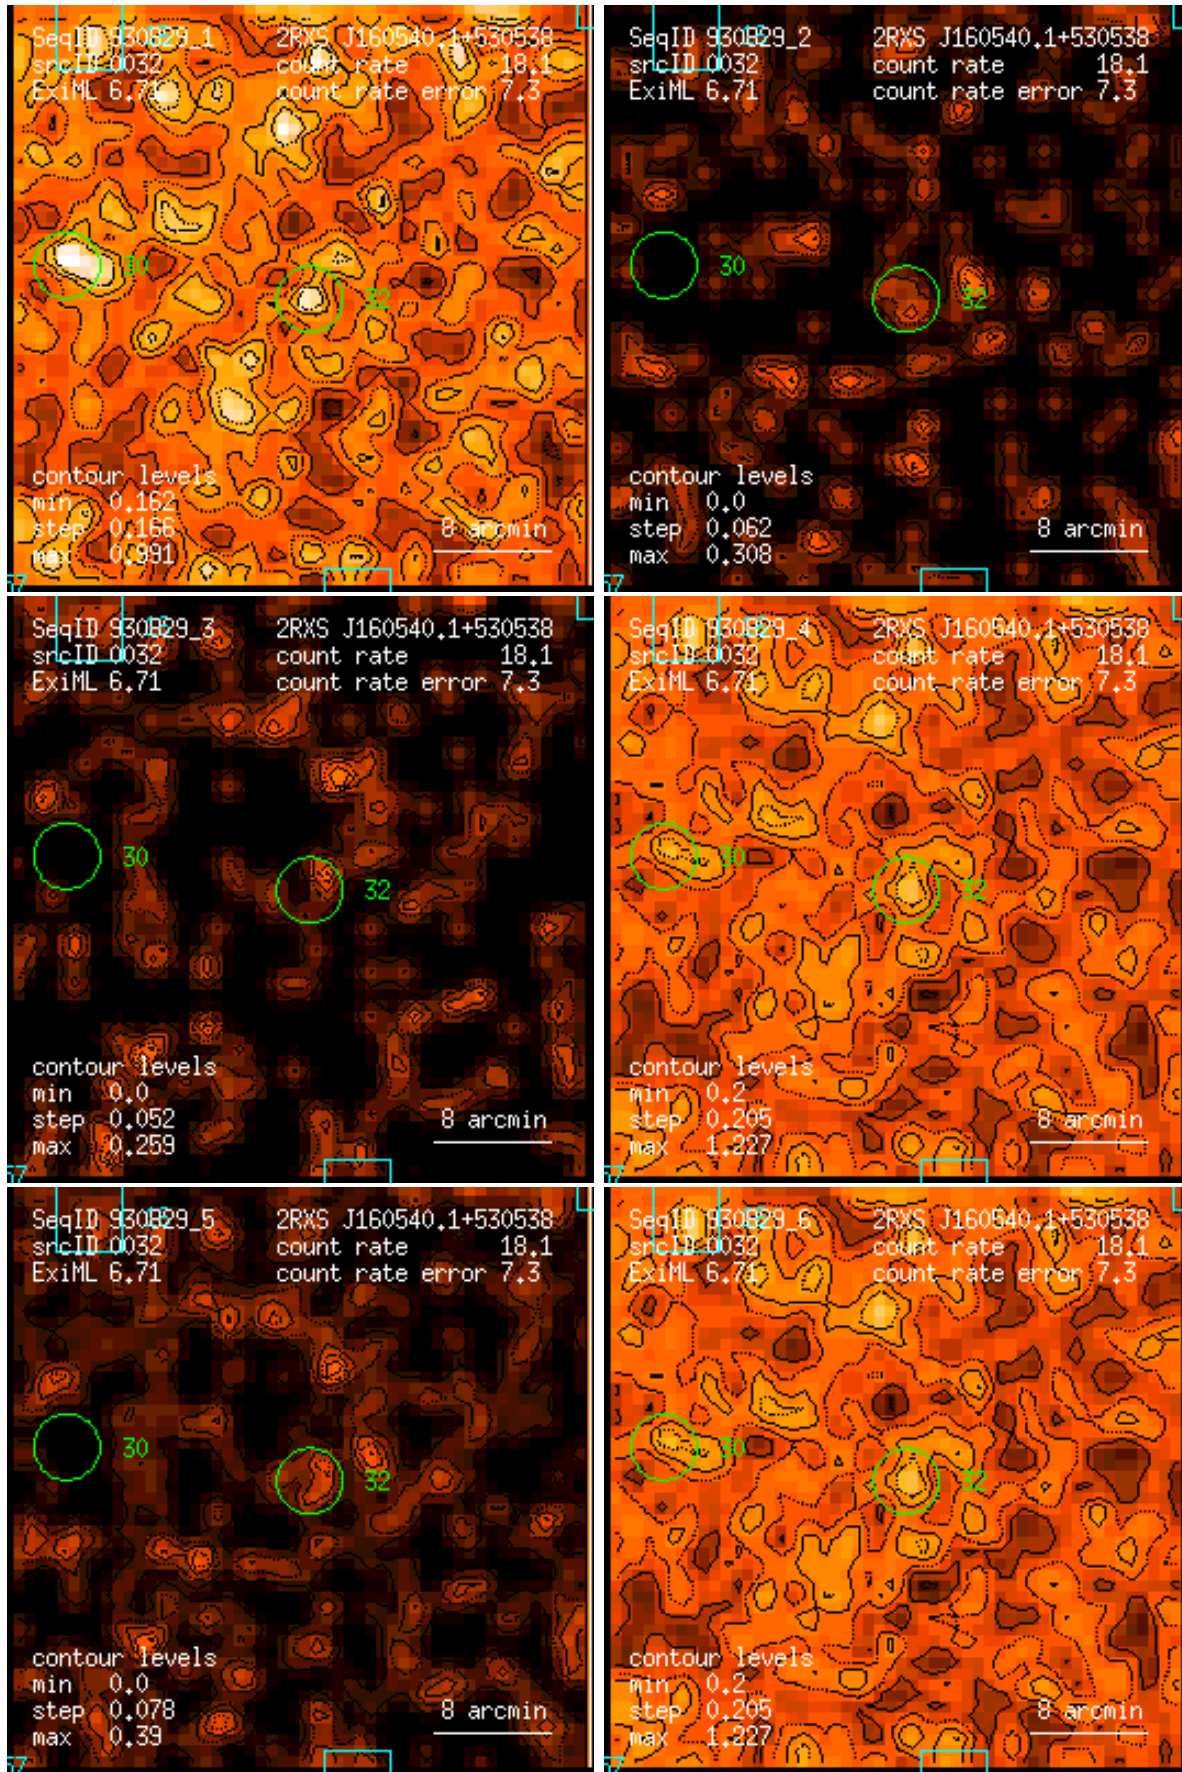 SeqID 930829_1 2RXS J160540.1+530538
srcID 0032 count rate 18.1
ExiML 6.71 count rate error 7.3
30
32
contour levels
min 0.162
step 0.166
max 0.991
8 arcmin
57
SeqID 930829_2 2RXS J160540.1+530538
srcID 0032 count rate 18.1
ExiML 6.71 count rate error 7.3
30
32
contour levels
min 0.0
step 0.062
max 0.308
8 arcmin
57
SeqID 930829_3 2RXS J160540.1+530538
srcID 0032 count rate 18.1
ExiML 6.71 count rate error 7.3
30
32
contour levels
min 0.0
step 0.052
max 0.259
8 arcmin
57
SeqID 930829_4 2RXS J160540.1+530538
srcID 0032 count rate 18.1
ExiML 6.71 count rate error 7.3
30
32
contour levels
min 0.2
step 0.205
max 1.227
8 arcmin
57
SeqID 930829_5 2RXS J160540.1+530538
srcID 0032 count rate 18.1
ExiML 6.71 count rate error 7.3
30
32
contour levels
min 0.0
step 0.078
max 0.39
8 arcmin
57
SeqID 930829_6 2RXS J160540.1+530538
srcID 0032 count rate 18.1
ExiML 6.71 count rate error 7.3
30
32
contour levels
min 0.2
step 0.205
max 1.227
8 arcmin
57